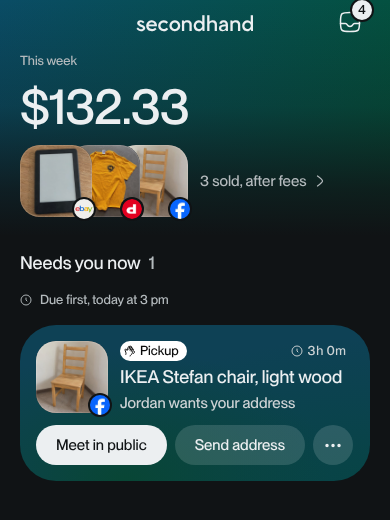 secondhand
4
This week
$132.33
ebay
d
f
3 sold, after fees
Needs you now 1
Due first, today at 3 pm
Pickup
3h 0m
IKEA Stefan chair, light wood
Jordan wants your address
f
Meet in public
Send address